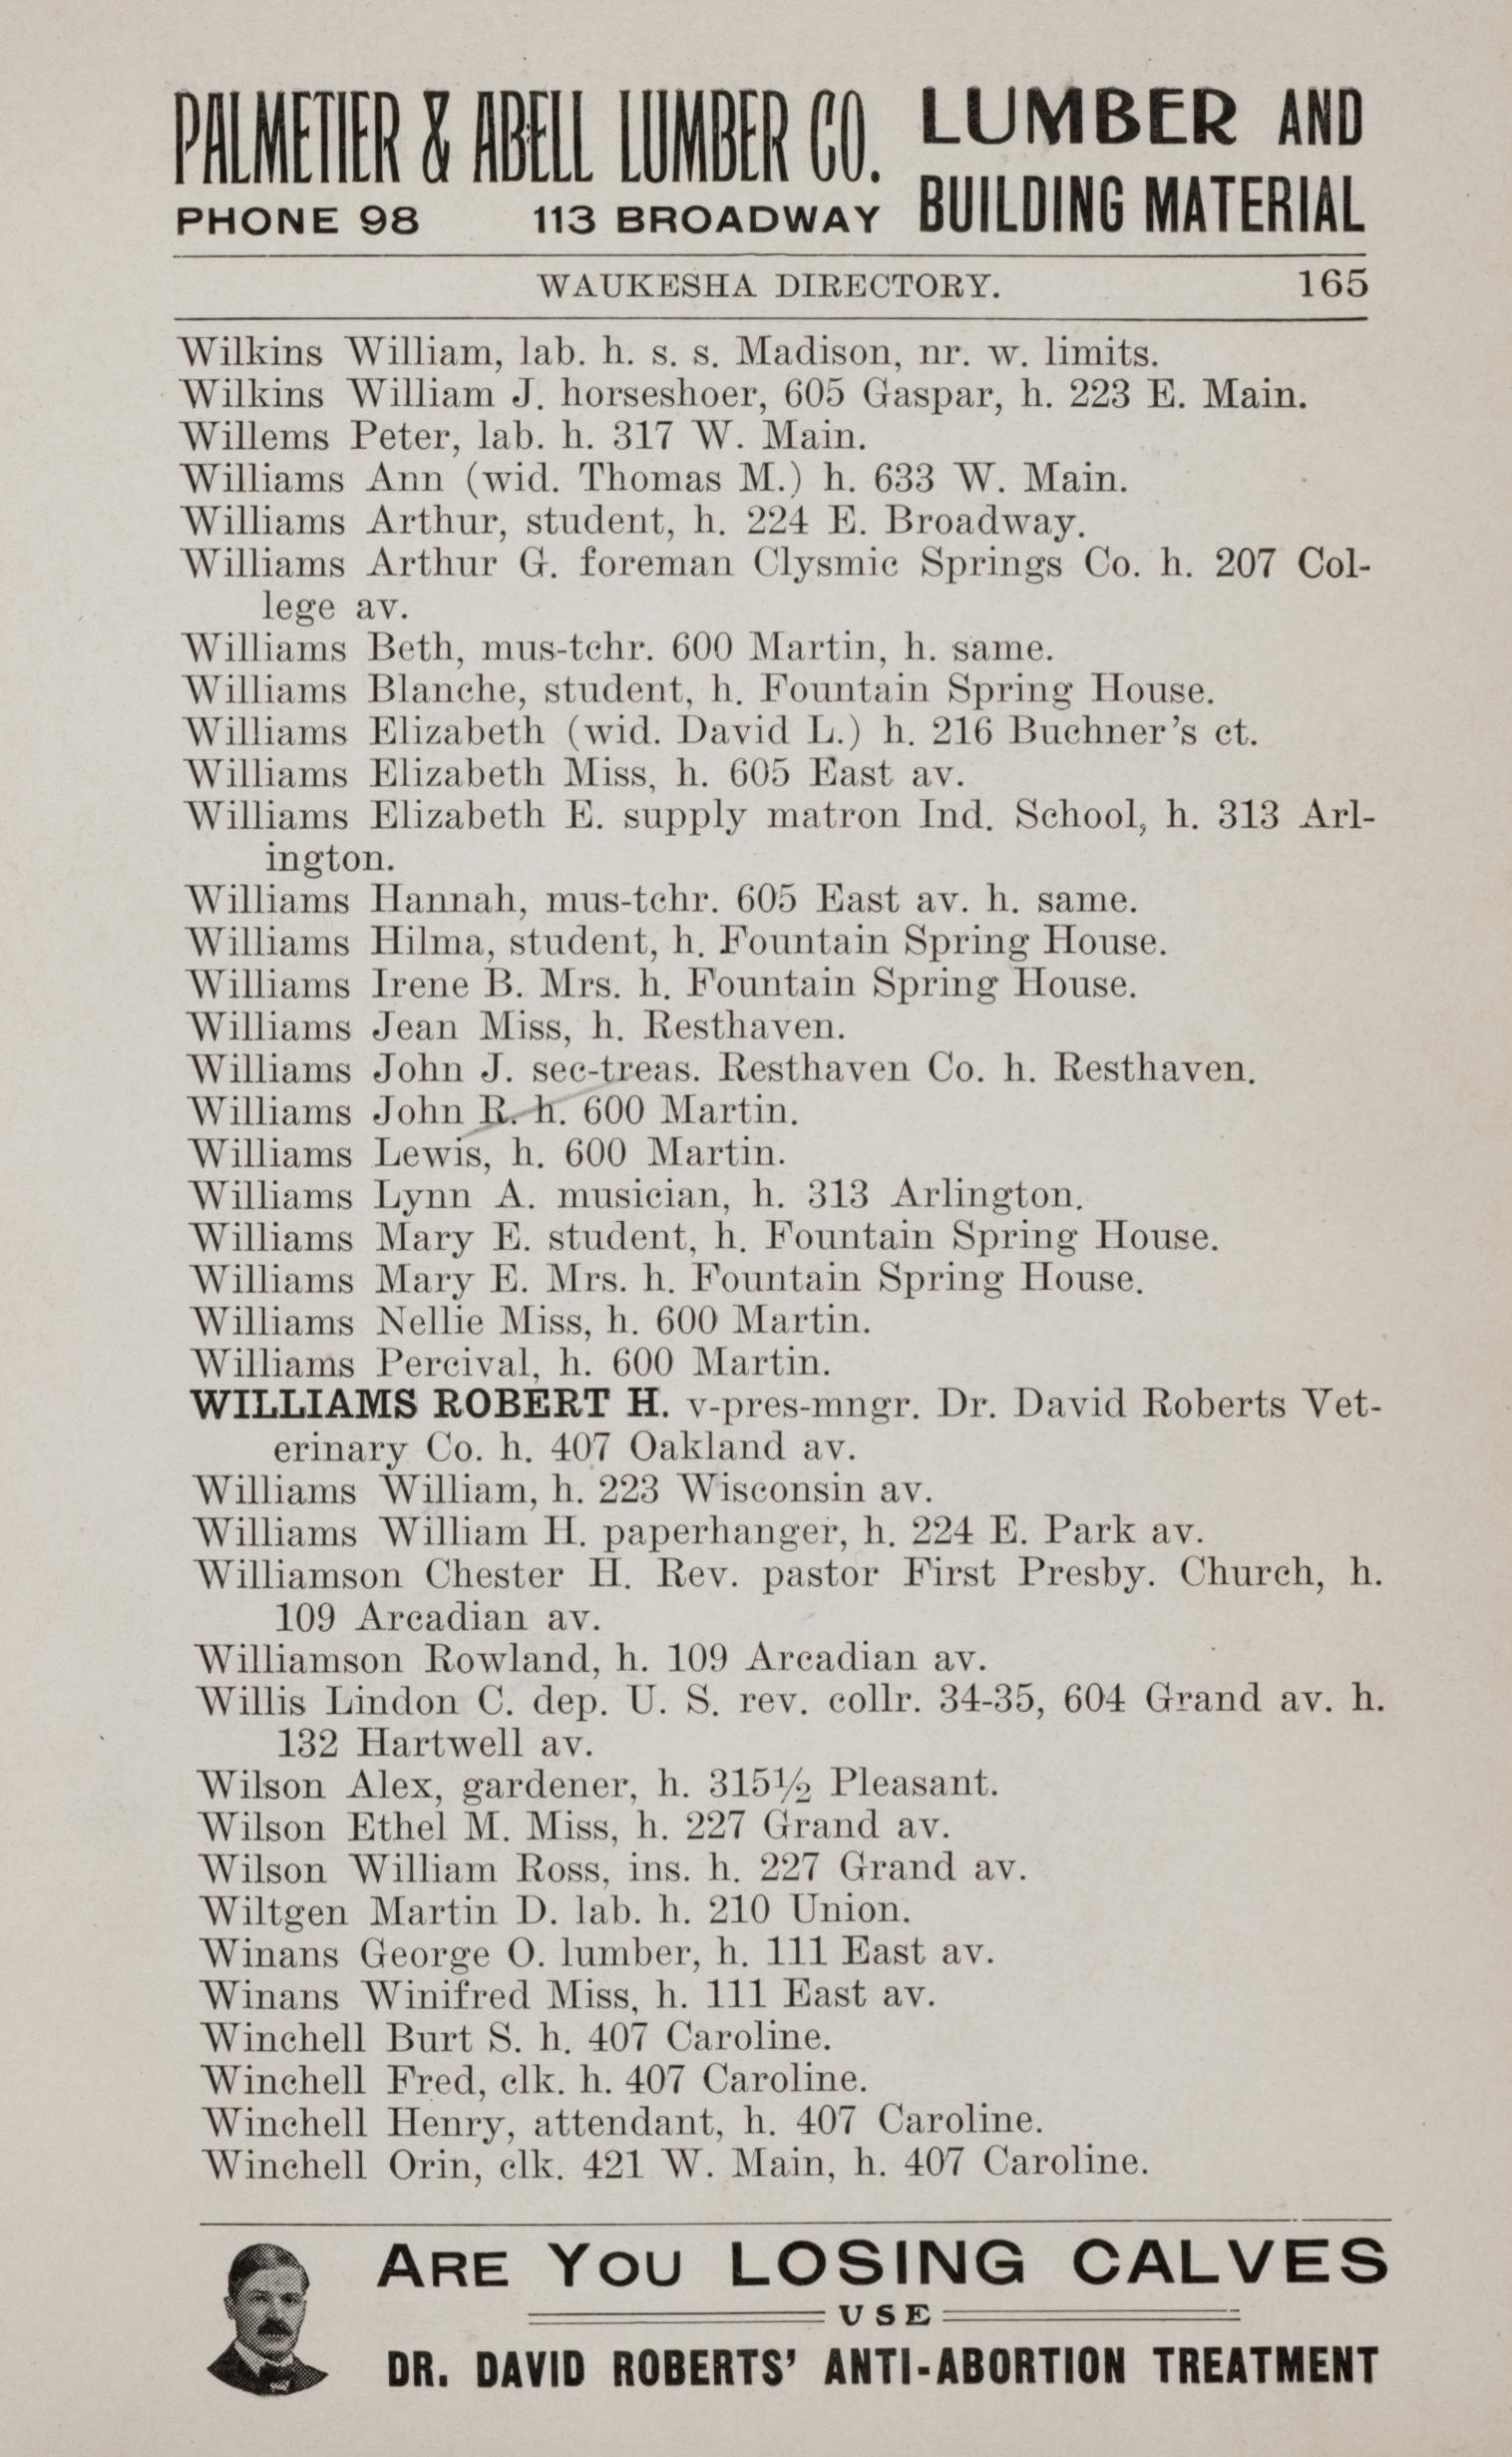 PALMETIER & ABELL LUMBER CO. LUMBER AND
PHONE 98 113 BROADWAY BUILDING MATERIAL
WAUKESHA DIRECTORY. 165
Wilkins William, lab. h. s. s. Madison, nr. w. limits.
Wilkins William J. horseshoer, 605 Gaspar, h. 223 E. Main.
Willems Peter, lab. h. 317 W. Main.
Williams Ann (wid. Thomas M.) h. 633 W. Main.
Williams Arthur, student, h. 224 E. Broadway.
Williams Arthur G. foreman Clysmic Springs Co. h. 207 Col-
lege av.
Williams Beth, mus-tchr. 600 Martin, h. same.
Williams Blanche, student, h. Fountain Spring House.
Williams Elizabeth (wid. David L.) h. 216 Buchner's ct.
Williams Elizabeth Miss, h. 605 East av.
Williams Elizabeth E. supply matron Ind. School, h. 313 Arl-
ington.
Williams Hannah, mus-tchr. 605 East av. h. same.
Williams Hilma, student, h. Fountain Spring House.
Williams Irene B. Mrs. h. Fountain Spring House.
Williams Jean Miss, h. Resthaven.
Williams John J. sec-treas. Resthaven Co. h. Resthaven.
Williams John R. h. 600 Martin.
Williams Lewis, h. 600 Martin.
Williams Lynn A. musician, h. 313 Arlington.
Williams Mary E. student, h. Fountain Spring House.
Williams Mary E. Mrs. h. Fountain Spring House.
Williams Nellie Miss, h. 600 Martin.
Williams Percival, h. 600 Martin.
WILLIAMS ROBERT H. v-pres-mngr. Dr. David Roberts Vet-
erinary Co. h. 407 Oakland av.
Williams William, h. 223 Wisconsin av.
Williams William H. paperhanger, h. 224 E. Park av.
Williamson Chester H. Rev. pastor First Presby. Church, h.
109 Arcadian av.
Williamson Rowland, h. 109 Arcadian av.
Willis Lindon C. dep. U. S. rev. collr. 34-35, 604 Grand av. h.
132 Hartwell av.
Wilson Alex, gardener, h. 315½ Pleasant.
Wilson Ethel M. Miss, h. 227 Grand av.
Wilson William Ross, ins. h. 227 Grand av.
Wiltgen Martin D. lab. h. 210 Union.
Winans George O. lumber, h. 111 East av.
Winans Winifred Miss, h. 111 East av.
Winchell Burt S. h. 407 Caroline.
Winchell Fred, clk. h. 407 Caroline.
Winchell Henry, attendant, h. 407 Caroline.
Winchell Orin, clk. 421 W. Main, h. 407 Caroline.
ARE YOU LOSING CALVES
USE
DR. DAVID ROBERTS' ANTI-ABORTION TREATMENT